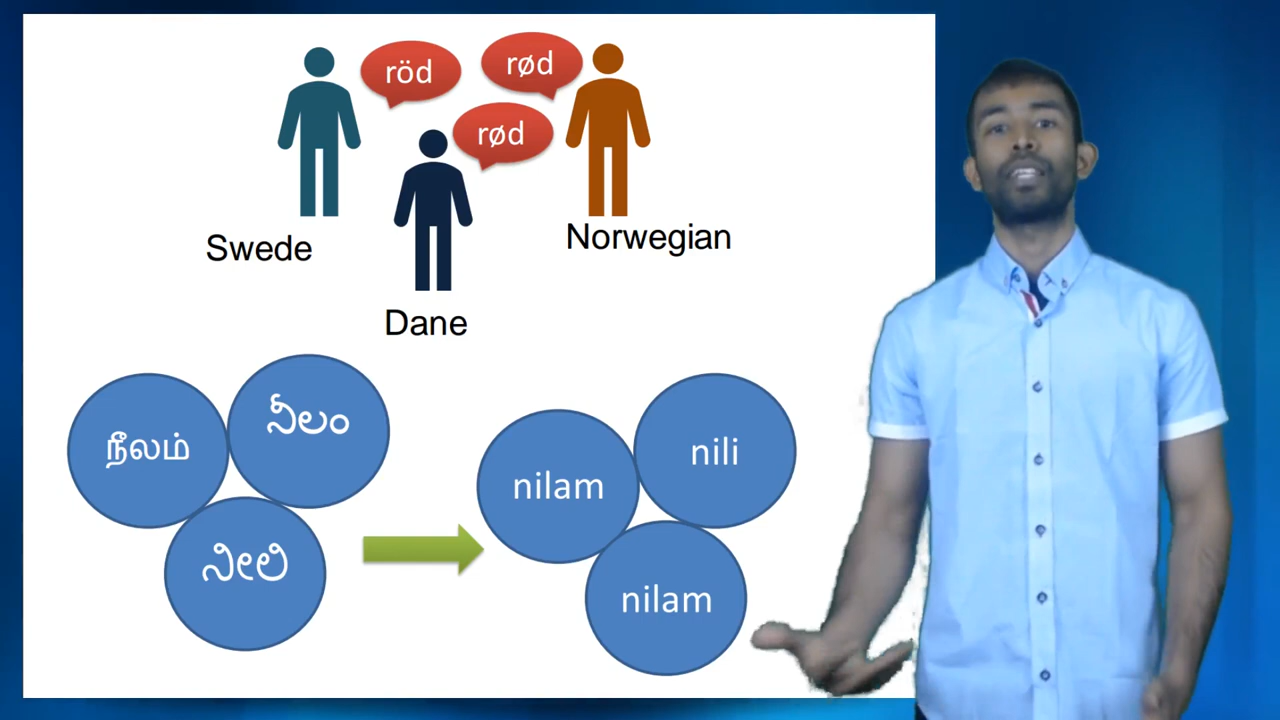 röd
rød
rød
Swede
Norwegian
Dane
நீலம்
నీలం
ನೀಲಿ
nilam
nili
nilam